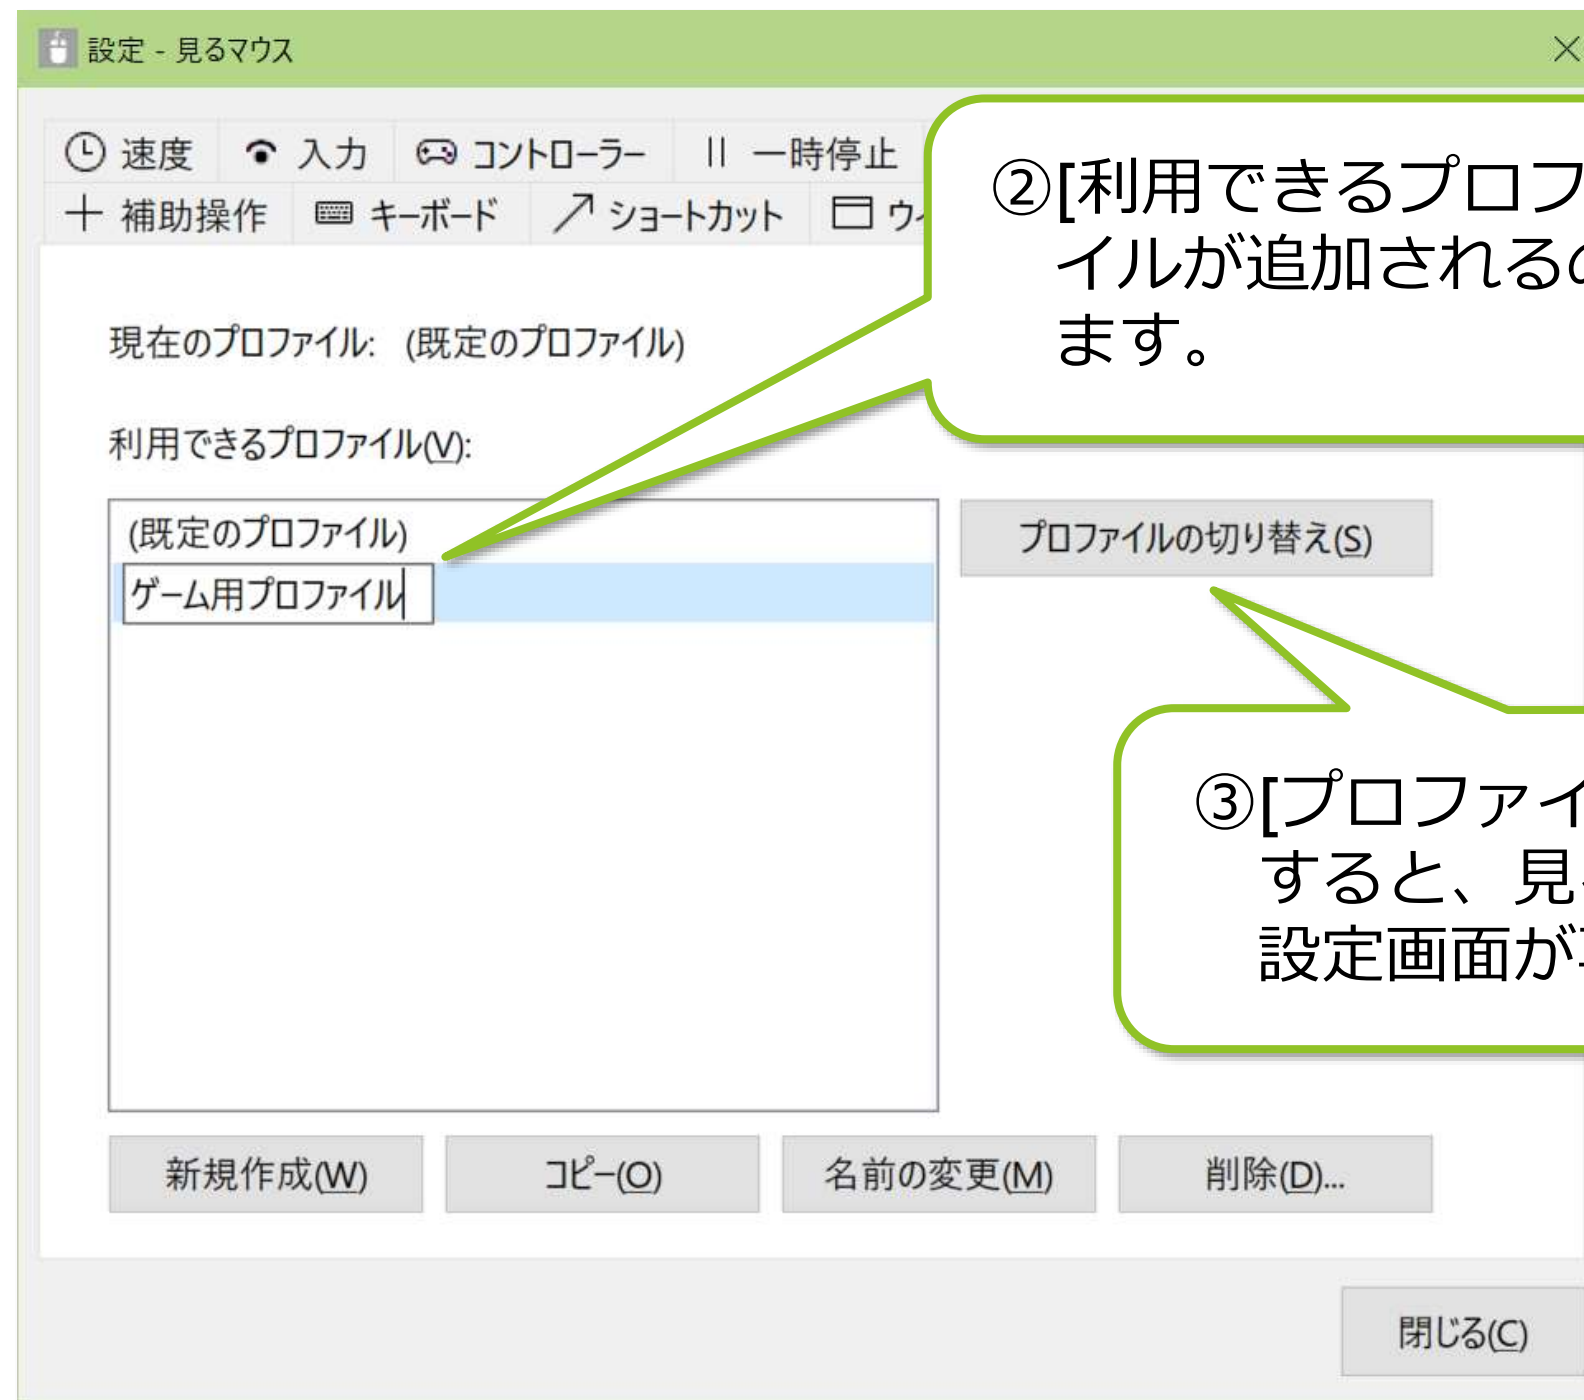 設定 - 見るマウス
速度 入力 コントローラー 一時停止
補助操作 キーボード ショートカット ウ
②[利用できるプロフ
イルが追加されるの
ます。
現在のプロファイル: (既定のプロファイル)
利用できるプロファイル(V):
(既定のプロファイル)
ゲーム用プロファイル
プロファイルの切り替え(S)
③[プロファイ
すると、見
設定画面が
新規作成(W) コピー(O) 名前の変更(M) 削除(D)...
閉じる(C)